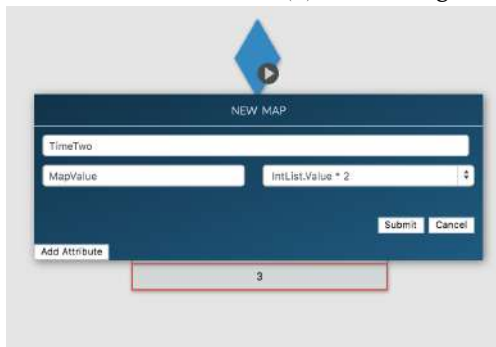 NEW MAP
TimeTwo
MapValue IntList.Value * 2
Submit Cancel
Add Attribute
3